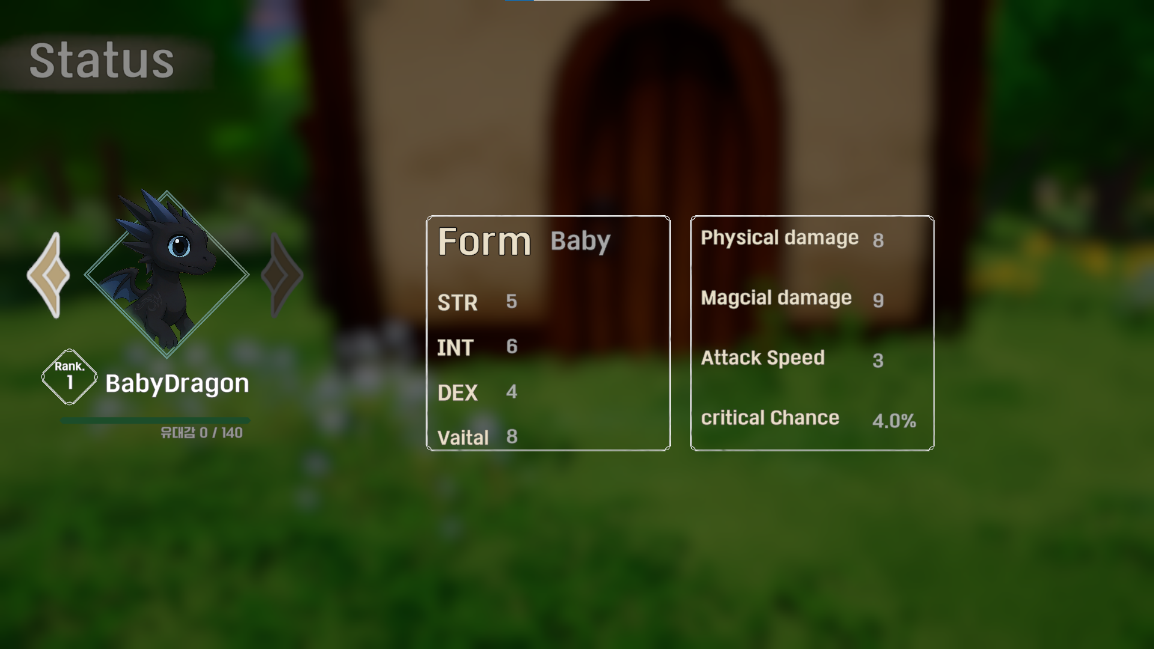 Status
Rank.
1
BabyDragon
유대감 0 / 140
Form Baby
STR 5
INT 6
DEX 4
Vaital 8
Physical damage 8
Magcial damage 9
Attack Speed 3
critical Chance 4.0%